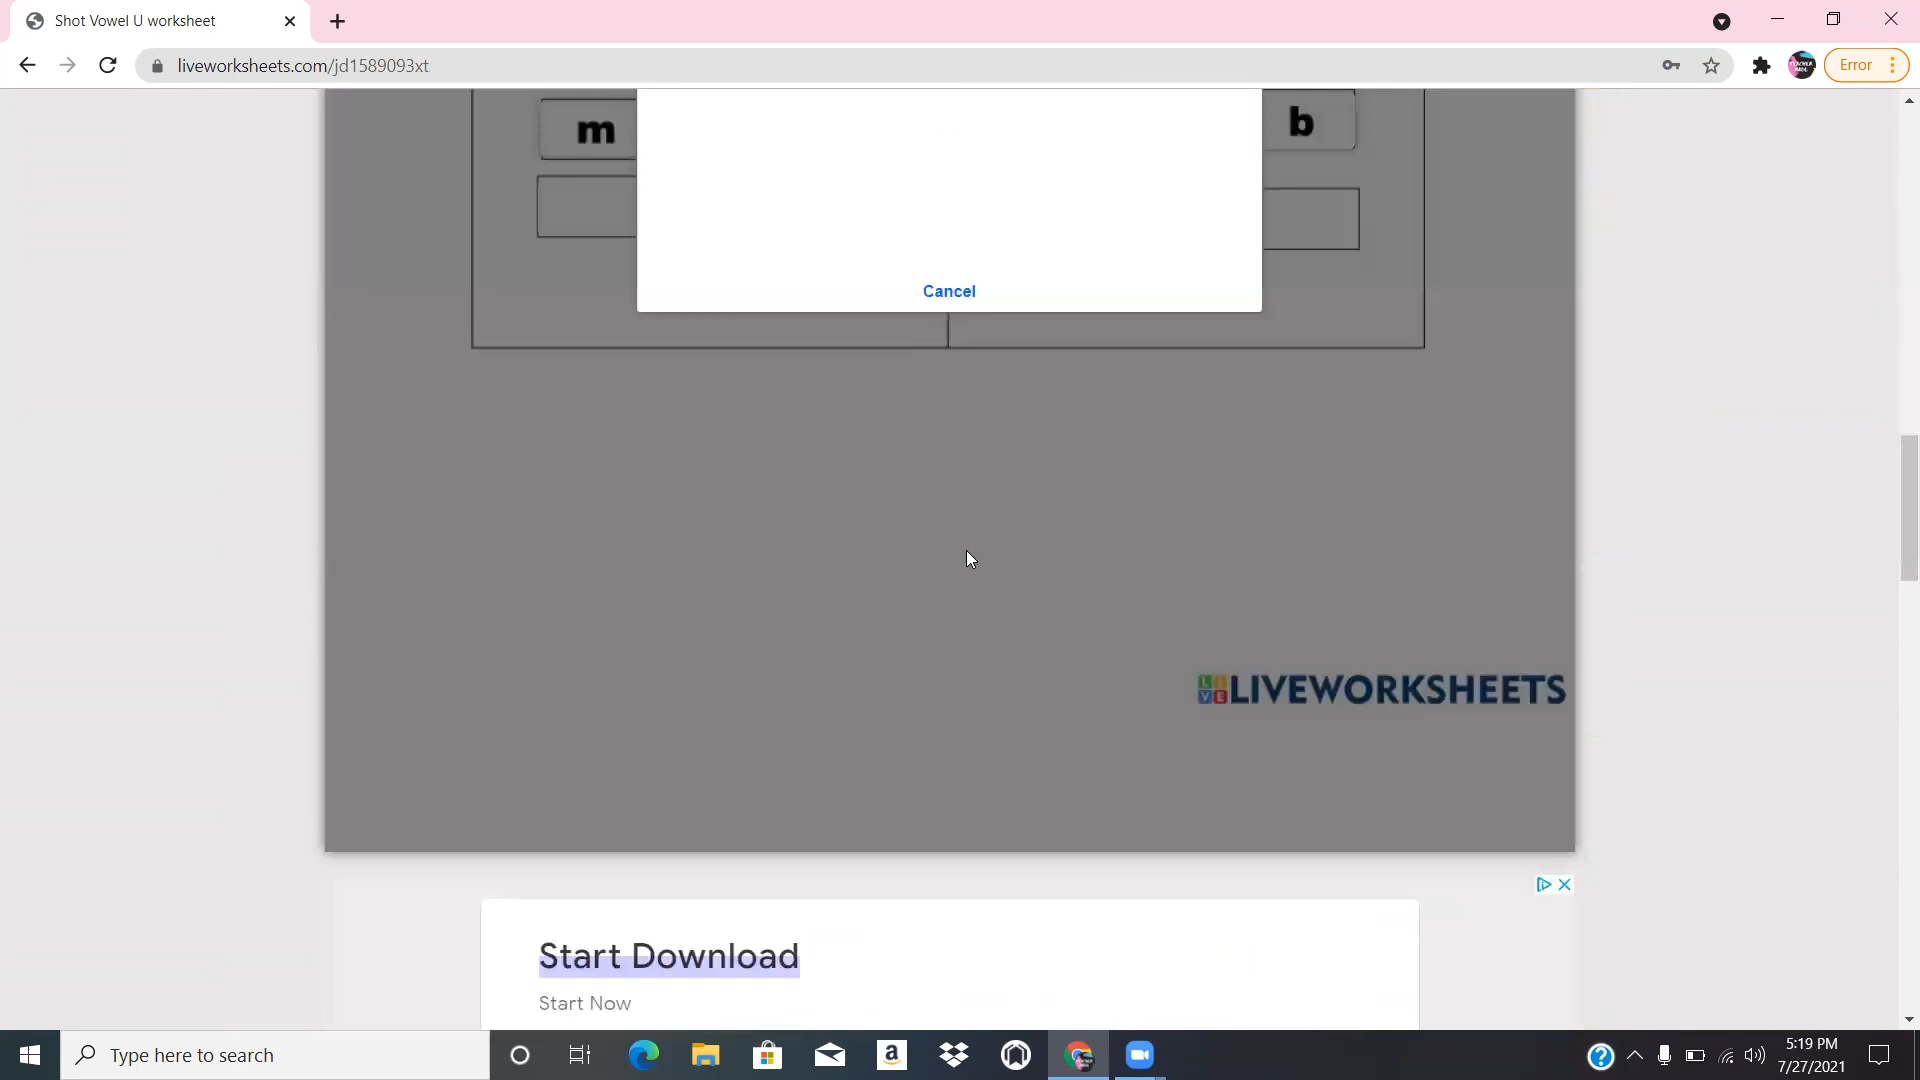 Shot Vowel U worksheet
liveworksheets.com/jd1589093xt
Error
m
b
Cancel
LIVE LIVEWORKSHEETS
Start Download
Start Now
Type here to search
5:19 PM
7/27/2021